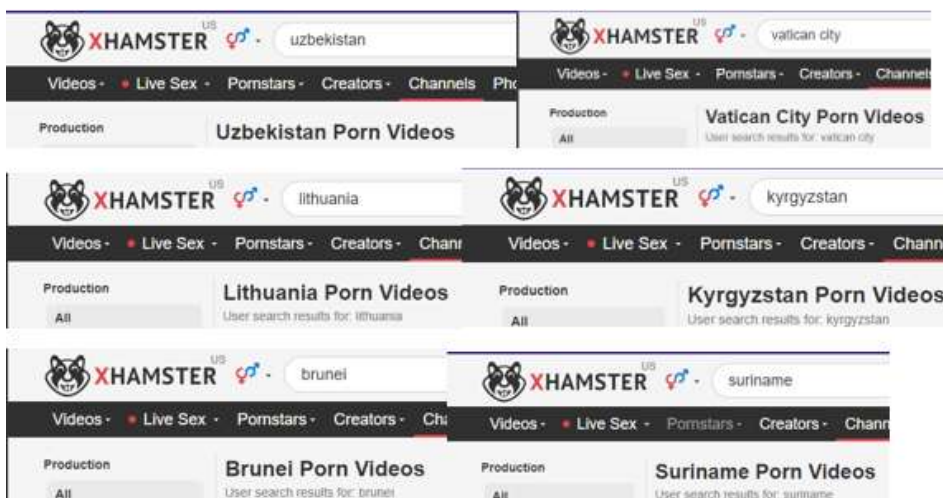 US
XHAMSTER uzbekistan
Videos Live Sex Pornstars Creators Channels Pho
Production
Uzbekistan Porn Videos
US
XHAMSTER vatican city
Videos Live Sex Pornstars Creators Channels
Production
Vatican City Porn Videos
All
User search results for: vatican city
US
XHAMSTER lithuania
Videos Live Sex Pornstars Creators Chann
Production
Lithuania Porn Videos
All
User search results for: lithuania
US
XHAMSTER kyrgyzstan
Videos Live Sex Pornstars Creators Chann
Production
Kyrgyzstan Porn Videos
All
User search results for: kyrgyzstan
US
XHAMSTER brunei
Videos Live Sex Pornstars Creators Cha
Production
Brunei Porn Videos
All
User search results for: brunei
US
XHAMSTER suriname
Videos Live Sex Pornstars Creators Chann
Production
Suriname Porn Videos
All
User search results for: suriname